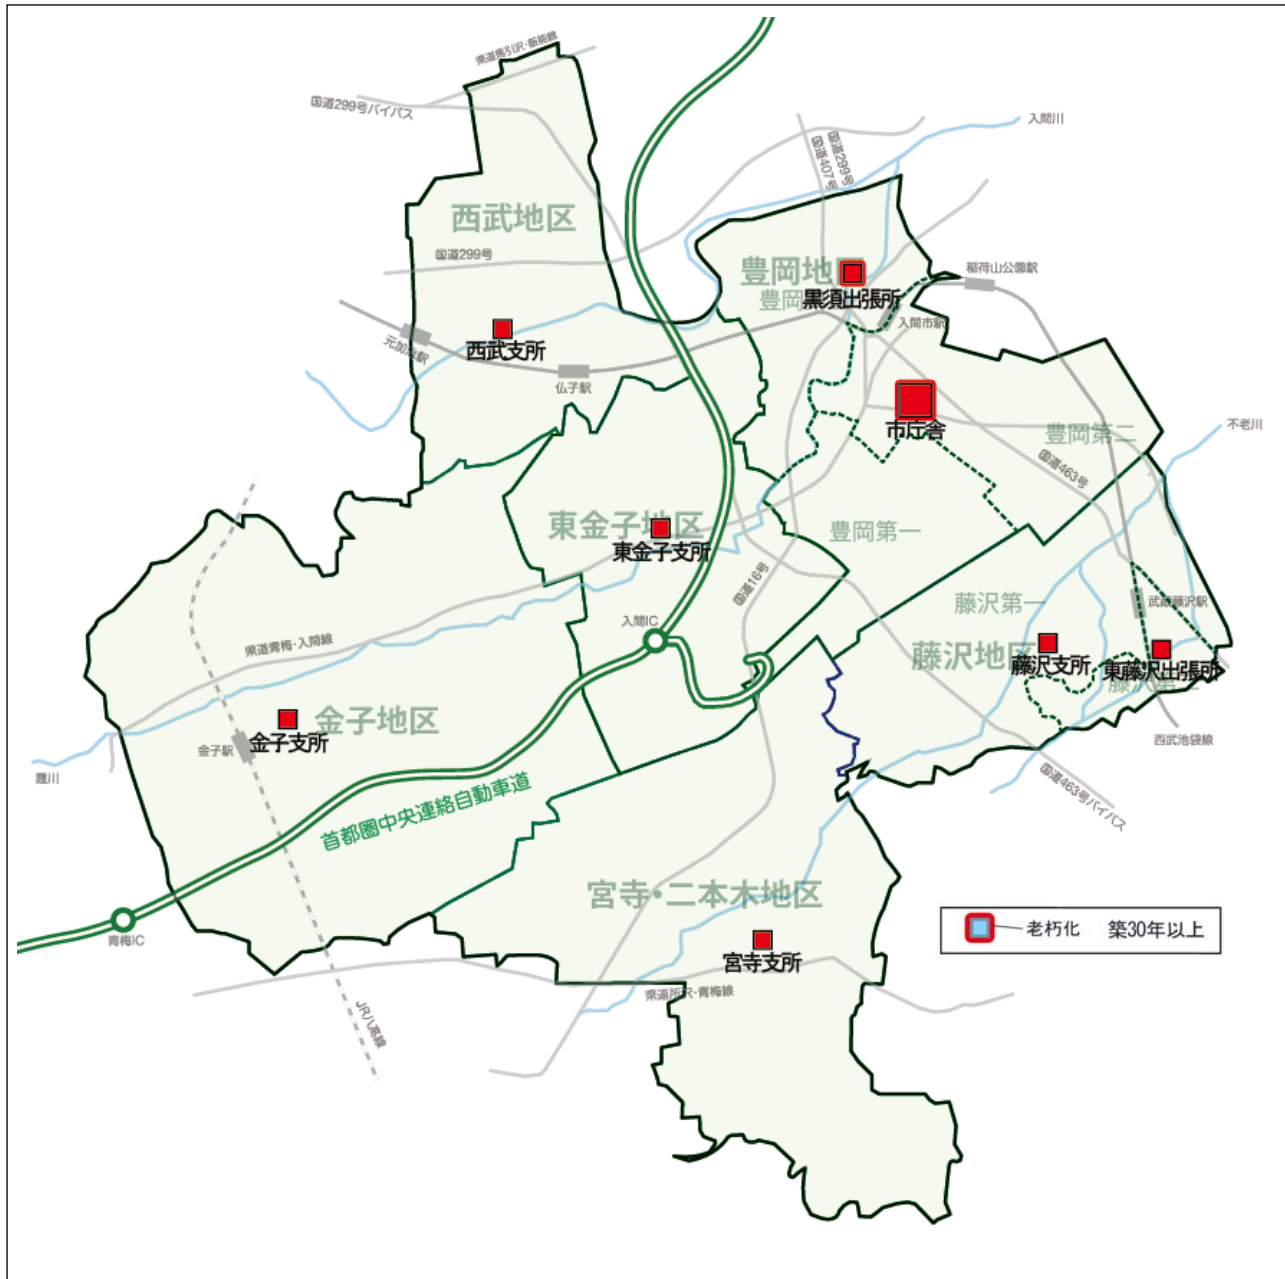 県道馬引沢・飯能線
国道299号バイパス
入間川
国道299号
国道407号
西武地区
国道299号
豊岡地
豊岡
黒須出張所
稲荷山公園駅
入間市駅
元加治駅
西武支所
仏子駅
市庁舎
豊岡第二
不老川
国道463号
東金子地区
東金子支所
豊岡第一
国道16号
入間IC
藤沢第一
武蔵藤沢駅
県道青梅・入間線
藤沢地区
藤沢支所
東藤沢出張所
藤沢第二
金子地区
金子支所
金子駅
西武池袋線
霞川
国道463号バイパス
首都圏中央連絡自動車道
宮寺・二本木地区
青梅IC
老朽化 築30年以上
宮寺支所
県道所沢・青梅線
JR八高線